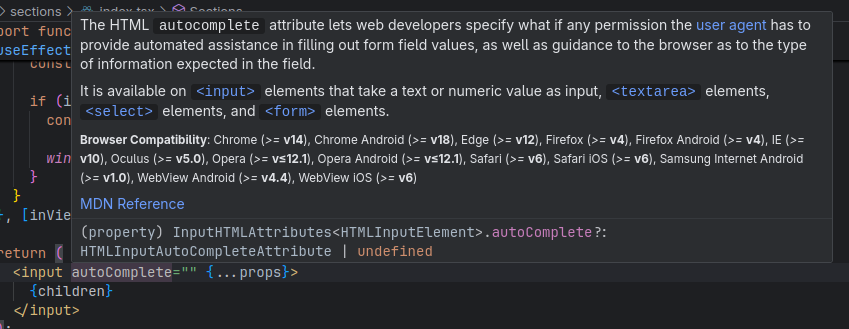 sections > index.tsx > Sections
The HTML autocomplete attribute lets web developers specify what if any permission the user agent has to
provide automated assistance in filling out form field values, as well as guidance to the browser as to the type
of information expected in the field.
It is available on <input> elements that take a text or numeric value as input, <textarea> elements,
<select> elements, and <form> elements.
Browser Compatibility: Chrome (>= v14), Chrome Android (>= v18), Edge (>= v12), Firefox (>= v4), Firefox Android (>= v4), IE (>=
v10), Oculus (>= v5.0), Opera (>= v≤12.1), Opera Android (>= v≤12.1), Safari (>= v6), Safari iOS (>= v6), Samsung Internet Android
(>= v1.0), WebView Android (>= v4.4), WebView iOS (>= v6)
MDN Reference
(property) InputHTMLAttributes<HTMLInputElement>.autoComplete?:
HTMLInputAutoCompleteAttribute | undefined
port func
useEffect
const
if (i
con
win
}
}
}, [inVie
return (
<input autoComplete="" {...props}>
{children}
</input>